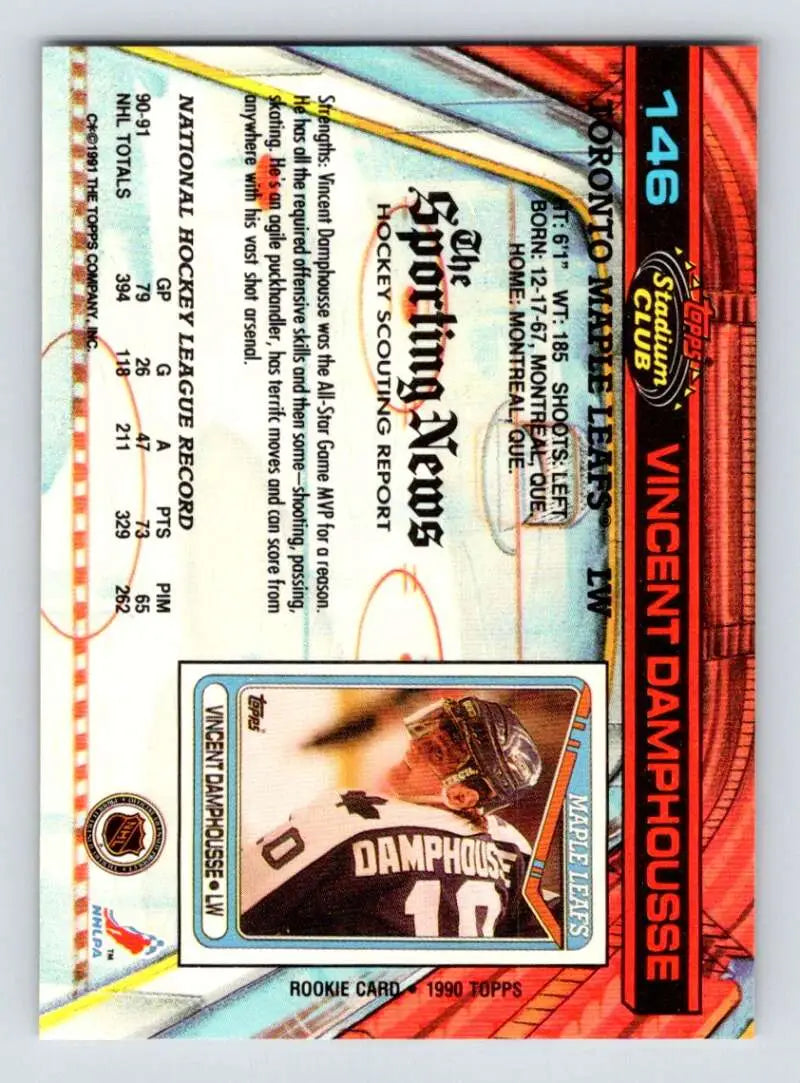 146
Topps
Stadium
CLUB
VINCENT DAMPHOUSSE
TORONTO MAPLE LEAFS® LW
HT: 6'1" WT: 185 SHOOTS: LEFT
BORN: 12-17-67, MONTREAL, QUE.
HOME: MONTREAL, QUE.
The
Sporting News
HOCKEY SCOUTING REPORT
Strengths: Vincent Damphousse was the All-Star Game MVP for a reason.
He has all the required offensive skills and then some—shooting, passing,
skating. He's an agile puckhandler, has terrifc moves and can score from
anywhere with his vast shot arsenal.
NATIONAL HOCKEY LEAGUE RECORD
GP G A PTS PIM
90-91 79 26 47 73 65
NHL TOTALS 394 118 211 329 262
C*©1991 THE TOPPS COMPANY, INC.
MAPLE LEAFS
DAMPHOUSSE
10
10
TOPPS
VINCENT DAMPHOUSSE • LW
ROOKIE CARD • 1990 TOPPS
NHL
NHLPA™